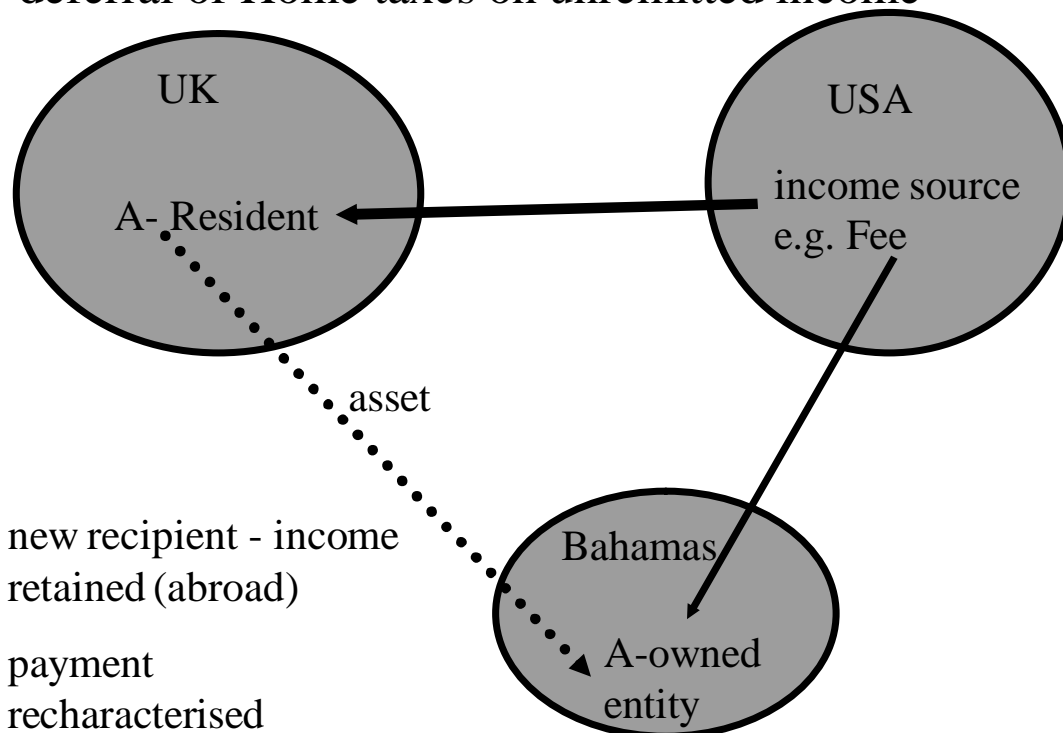 deferral of Home taxes on unremitted income
UK
USA
income source
e.g. Fee
A- Resident
asset
new recipient - income
retained (abroad)
Bahamas
A-owned
entity
payment
recharacterised